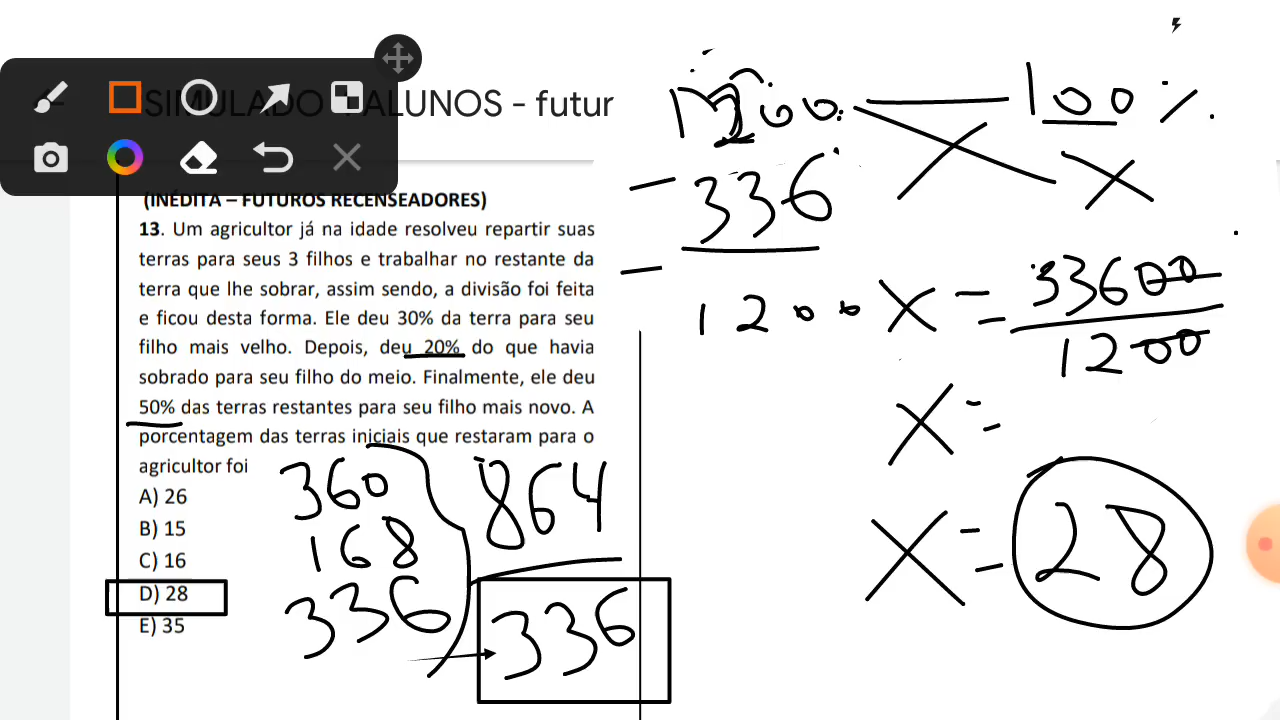 SIMULADO ALUNOS - futur
(INÉDITA – FUTUROS RECENSEADORES)
13. Um agricultor já na idade resolveu repartir suas
terras para seus 3 filhos e trabalhar no restante da
terra que lhe sobrar, assim sendo, a divisão foi feita
e ficou desta forma. Ele deu 30% da terra para seu
filho mais velho. Depois, deu 20% do que havia
sobrado para seu filho do meio. Finalmente, ele deu
50% das terras restantes para seu filho mais novo. A
porcentagem das terras iniciais que restaram para o
agricultor foi
A) 26
B) 15
C) 16
D) 28
E) 35
360
168
336
864
336
100%
- 336
X
1200 X = 33600
1200
X =
X = 28